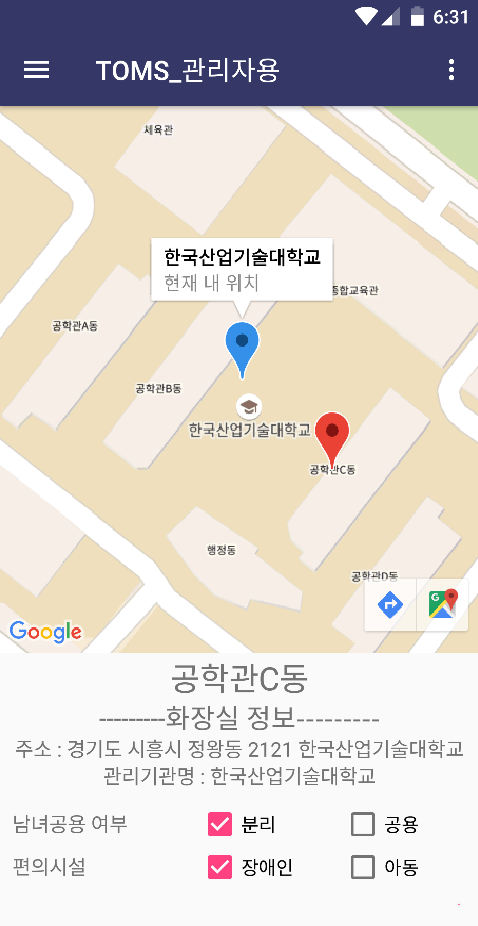 6:31
TOMS_관리자용
체육관
한국산업기술대학교
현재 내 위치
종합교육관
공학관A동
공학관B동
한국산업기술대학교
공학관C동
행정동
공학관D동
G
Google
공학관C동
---------화장실 정보---------
주소 : 경기도 시흥시 정왕동 2121 한국산업기술대학교
관리기관명 : 한국산업기술대학교
남녀공용 여부 분리 공용
편의시설 장애인 아동